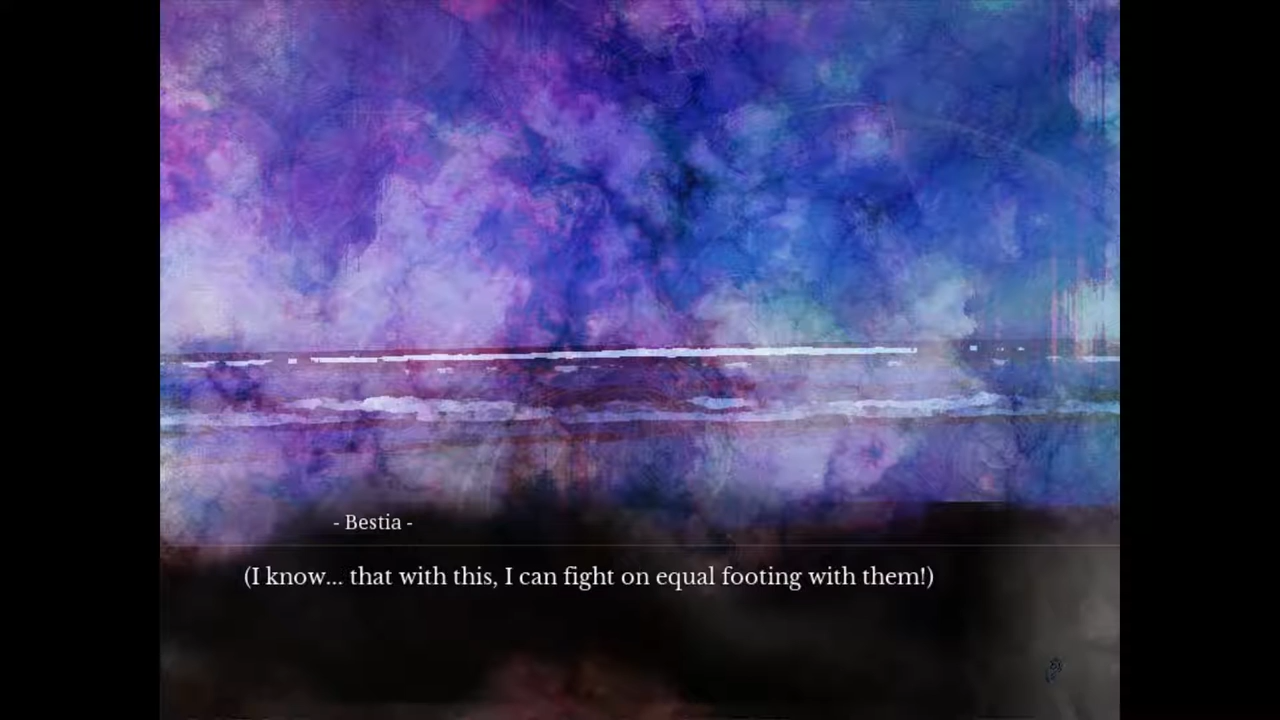 - Bestia -
(I know... that with this, I can fight on equal footing with them!)